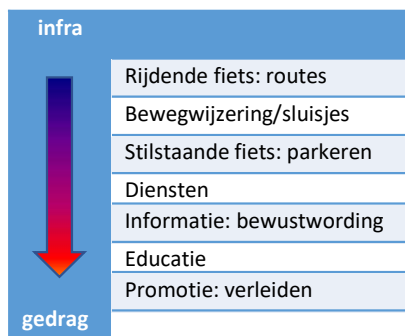 infra
Rijdende fiets: routes
Bewegwijzering/sluisjes
Stilstaande fiets: parkeren
Diensten
Informatie: bewustwording
Educatie
Promotie: verleiden
gedrag